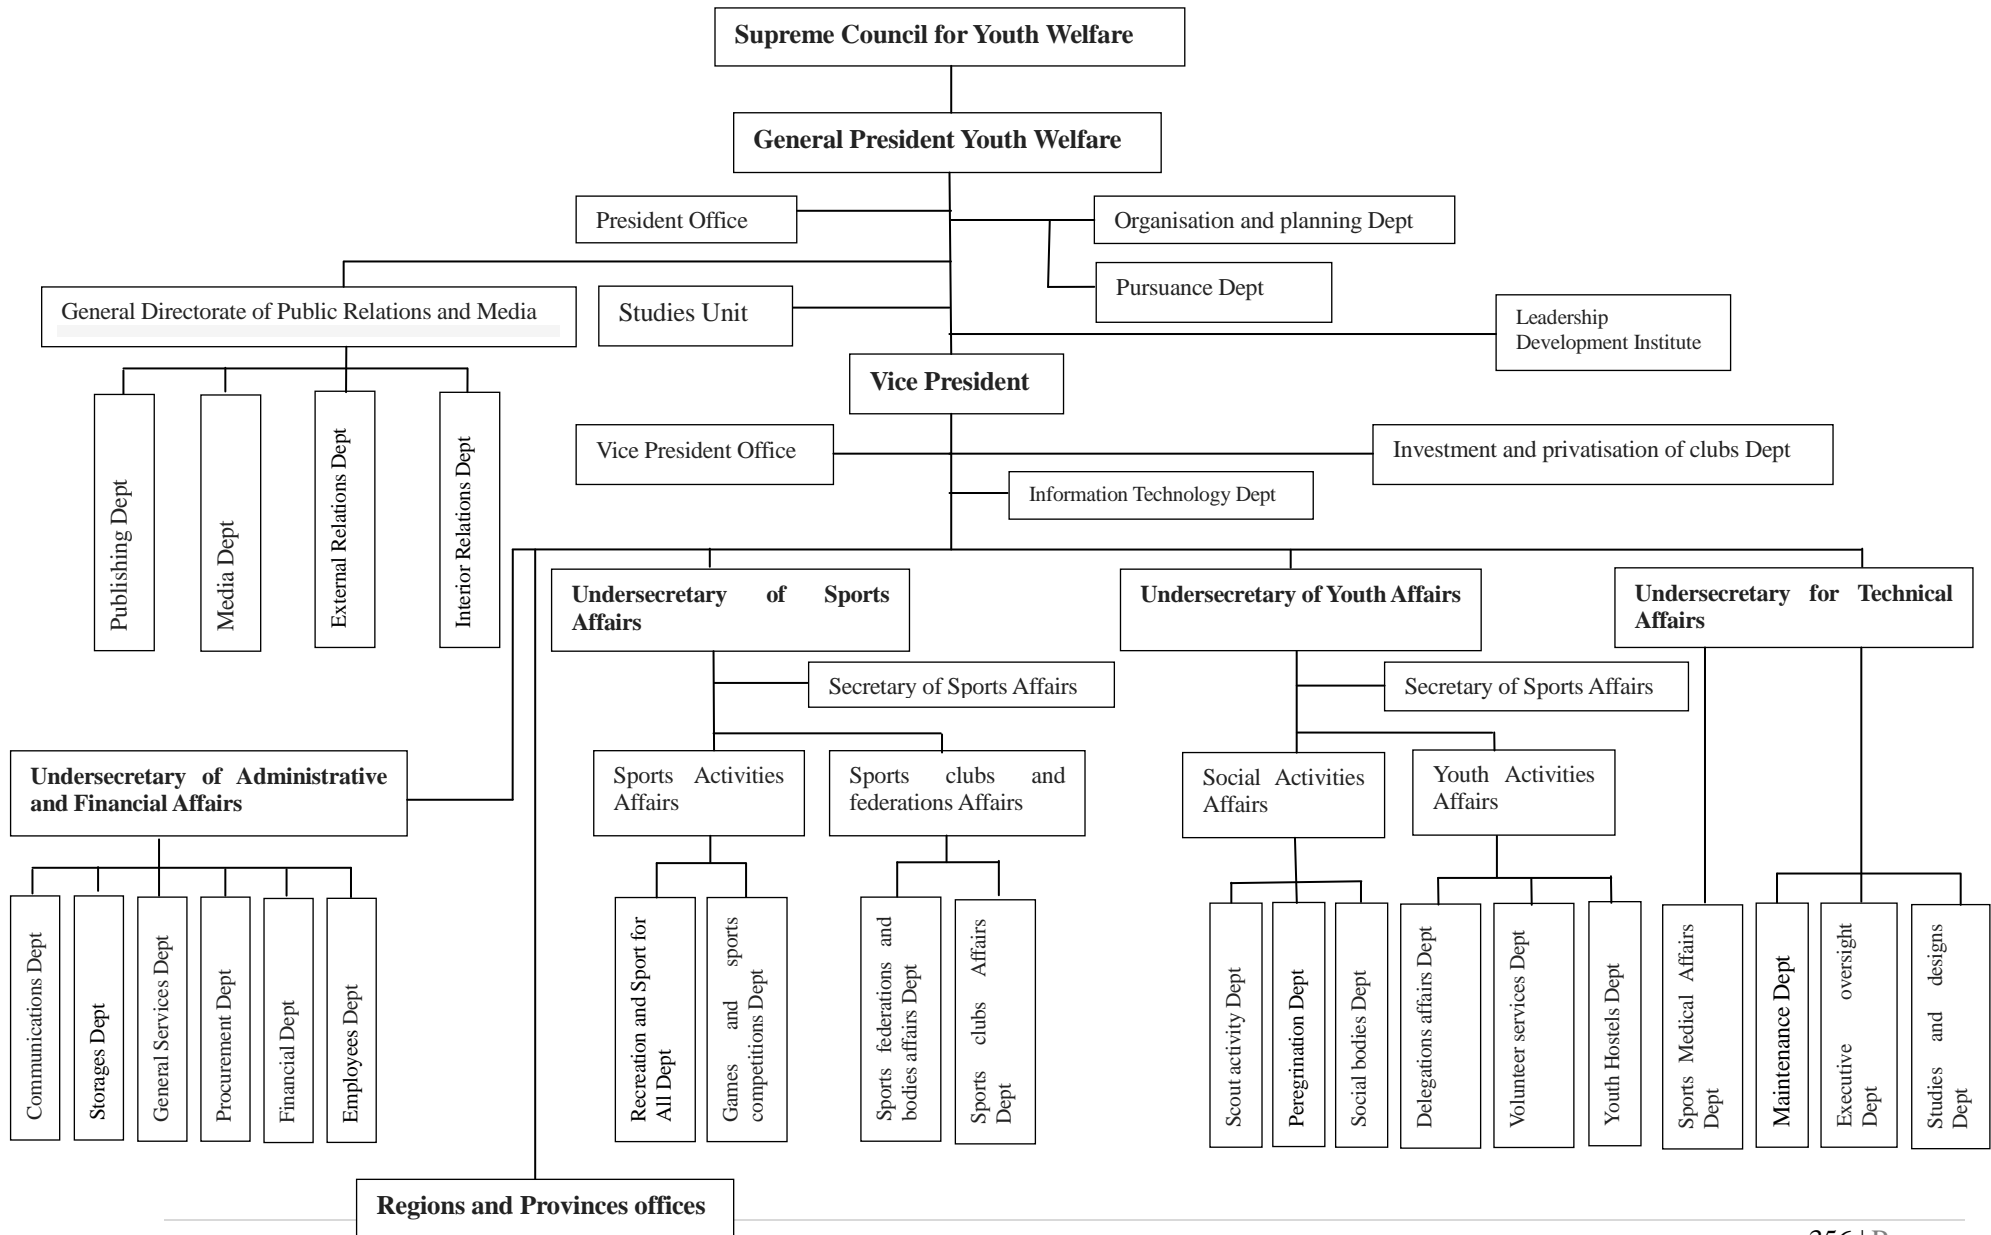 Supreme Council for Youth Welfare
General President Youth Welfare
President Office
Organisation and planning Dept
Pursuance Dept
General Directorate of Public Relations and Media
Studies Unit
Leadership
Development Institute
Vice President
Publishing Dept
Media Dept
External Relations Dept
Interior Relations Dept
Vice President Office
Investment and privatisation of clubs Dept
Information Technology Dept
Undersecretary of Sports
Affairs
Undersecretary of Youth Affairs
Undersecretary for Technical
Affairs
Secretary of Sports Affairs
Secretary of Sports Affairs
Undersecretary of Administrative
and Financial Affairs
Sports Activities
Affairs
Sports clubs and
federations Affairs
Social Activities
Affairs
Youth Activities
Affairs
Communications Dept
Storages Dept
General Services Dept
Procurement Dept
Financial Dept
Employees Dept
Recreation and Sport for
All Dept
Games and sports
competitions Dept
Sports federations and
bodies affairs Dept
Sports clubs Affairs
Dept
Scout activity Dept
Peregrination Dept
Social bodies Dept
Delegations affairs Dept
Volunteer services Dept
Youth Hostels Dept
Sports Medical Affairs
Dept
Maintenance Dept
Executive oversight
Dept
Studies and designs
Dept
Regions and Provinces offices